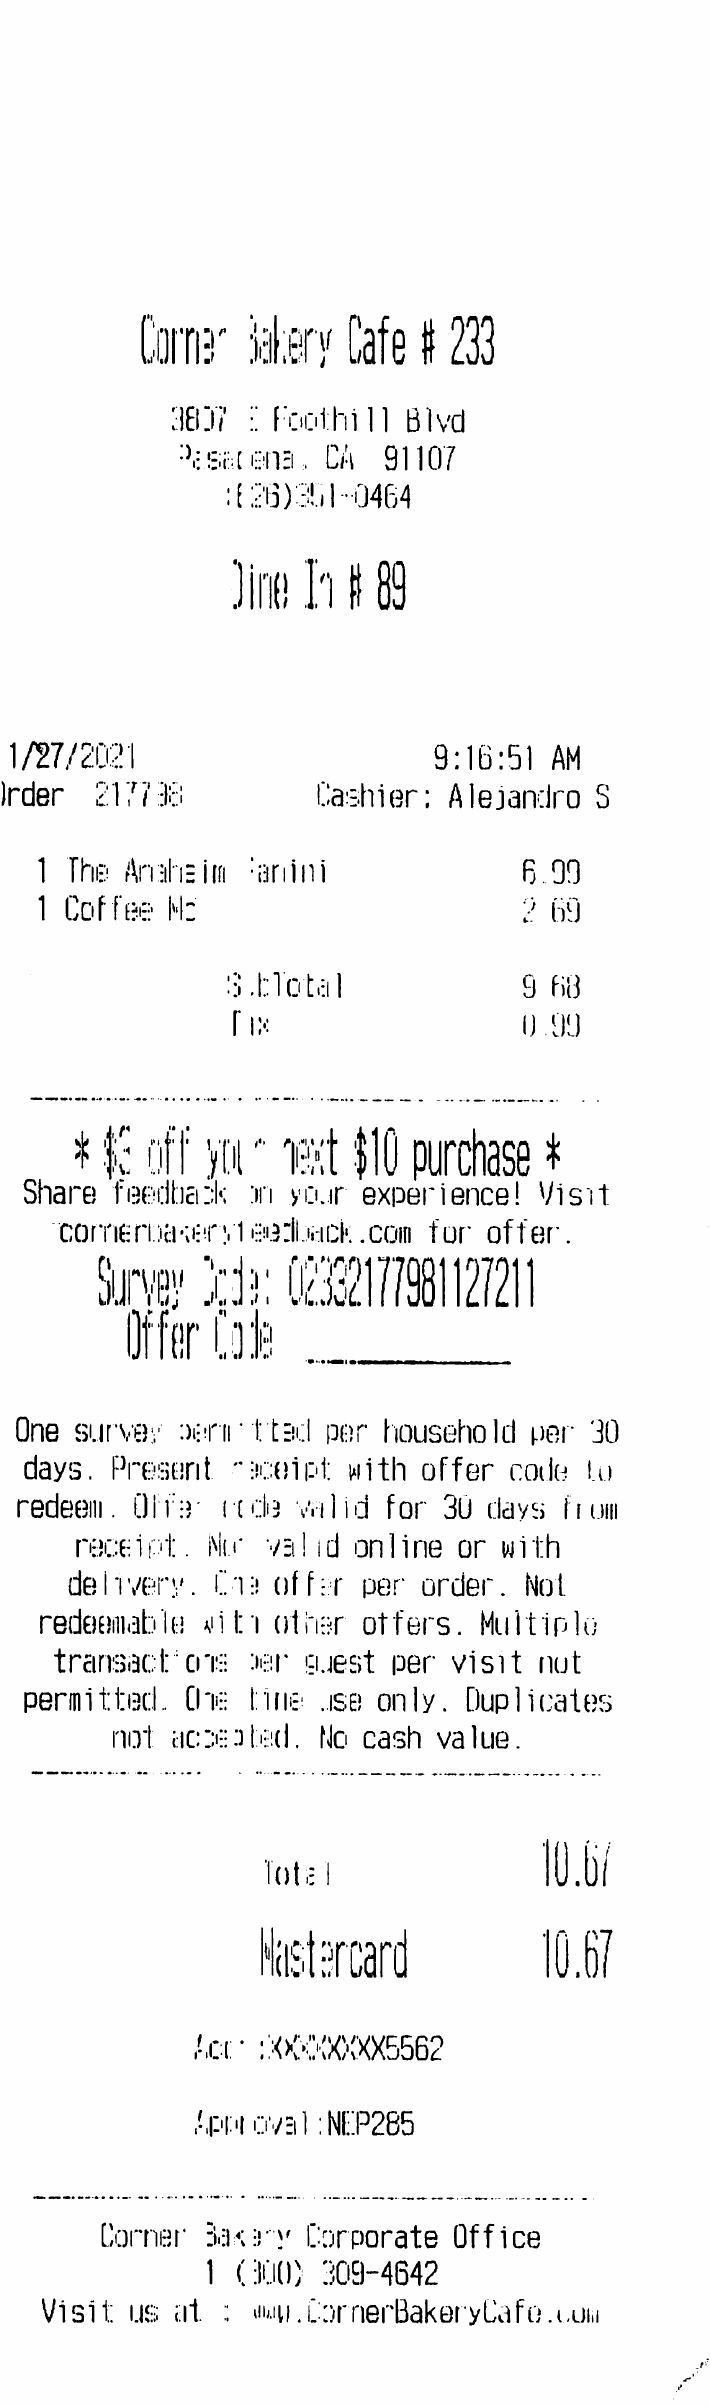 Corner Bakery Cafe # 233
3807 E Foothill Blvd
Pasadena, CA 91107
(626)351-0464
Dine In # 89
1/27/2021 9:16:51 AM
Order 217798 Cashier: Alejandro S
1 The Anaheim Panini 6.99
1 Coffee 2.69
SubTotal 9.68
Tax 0.99
* $3 off your next $10 purchase *
Share feedback on your experience! Visit
cornerbakeryfeedback.com for offer.
Survey Code: 02332177981127211
Offer Code
One survey permitted per household per 30
days. Present receipt with offer code to
redeem. Offer code valid for 30 days from
receipt. Not valid online or with
delivery. One offer per order. Not
redeemable with other offers. Multiple
transactions per guest per visit not
permitted. One time use only. Duplicates
not accepted. No cash value.
Total 10.67
Mastercard 10.67
Acct:XXXXXXXX5562
Approval:NEP285
Corner Bakery Corporate Office
1 (800) 309-4642
Visit us at : www.CornerBakeryCafe.com